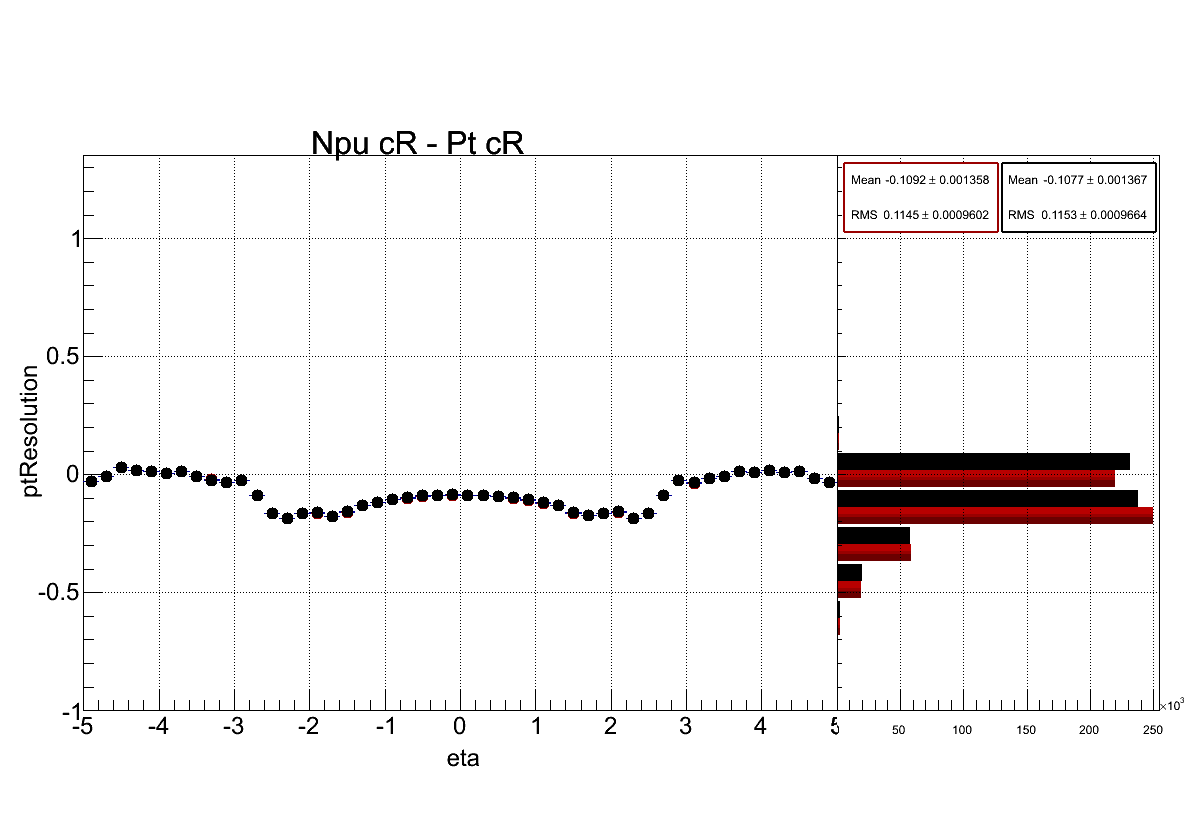 Npu cR - Pt cR
Mean -0.1092 ± 0.001358
RMS 0.1145 ± 0.0009602
Mean -0.1077 ± 0.001367
RMS 0.1153 ± 0.0009664
ptResolution
1
0.5
0
-0.5
-1
-5 -4 -3 -2 -1 0 1 2 3 4 5
eta
50 100 150 200 250
×10³